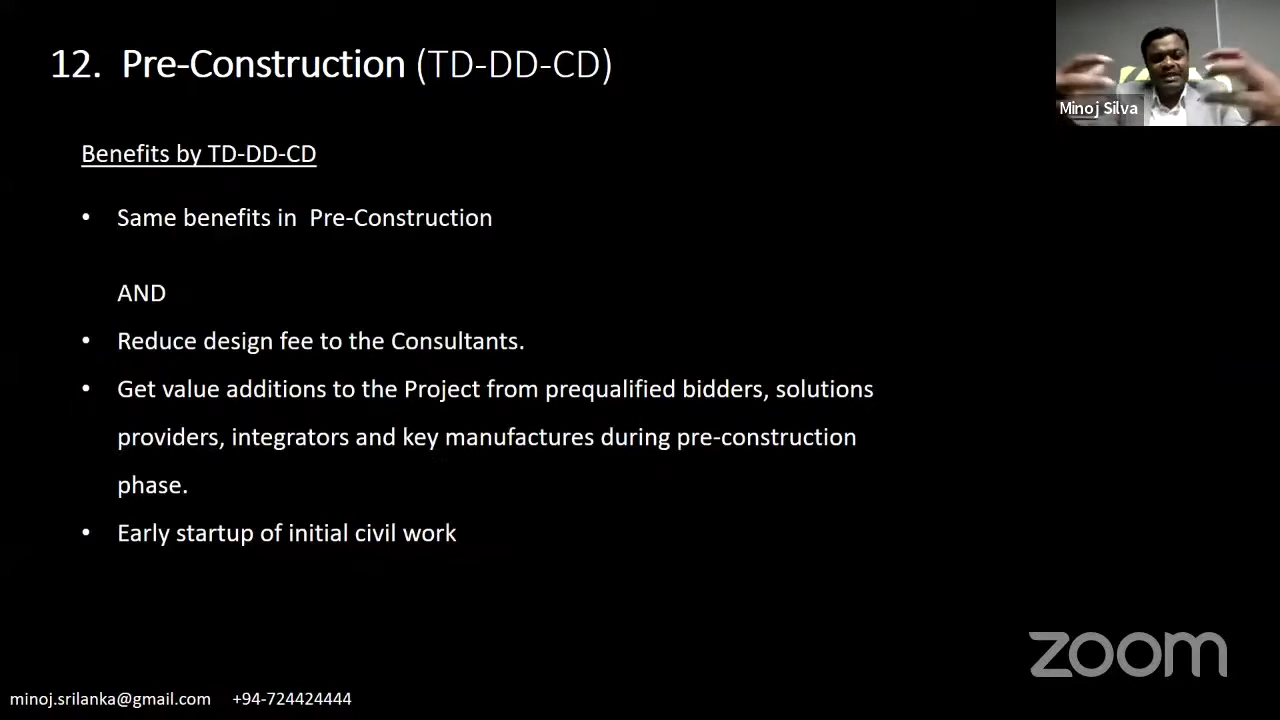 12. Pre-Construction (TD-DD-CD)
Minoj Silva
Benefits by TD-DD-CD
• Same benefits in Pre-Construction
AND
• Reduce design fee to the Consultants.
• Get value additions to the Project from prequalified bidders, solutions
providers, integrators and key manufactures during pre-construction
phase.
• Early startup of initial civil work
zoom
minoj.srilanka@gmail.com +94-724424444